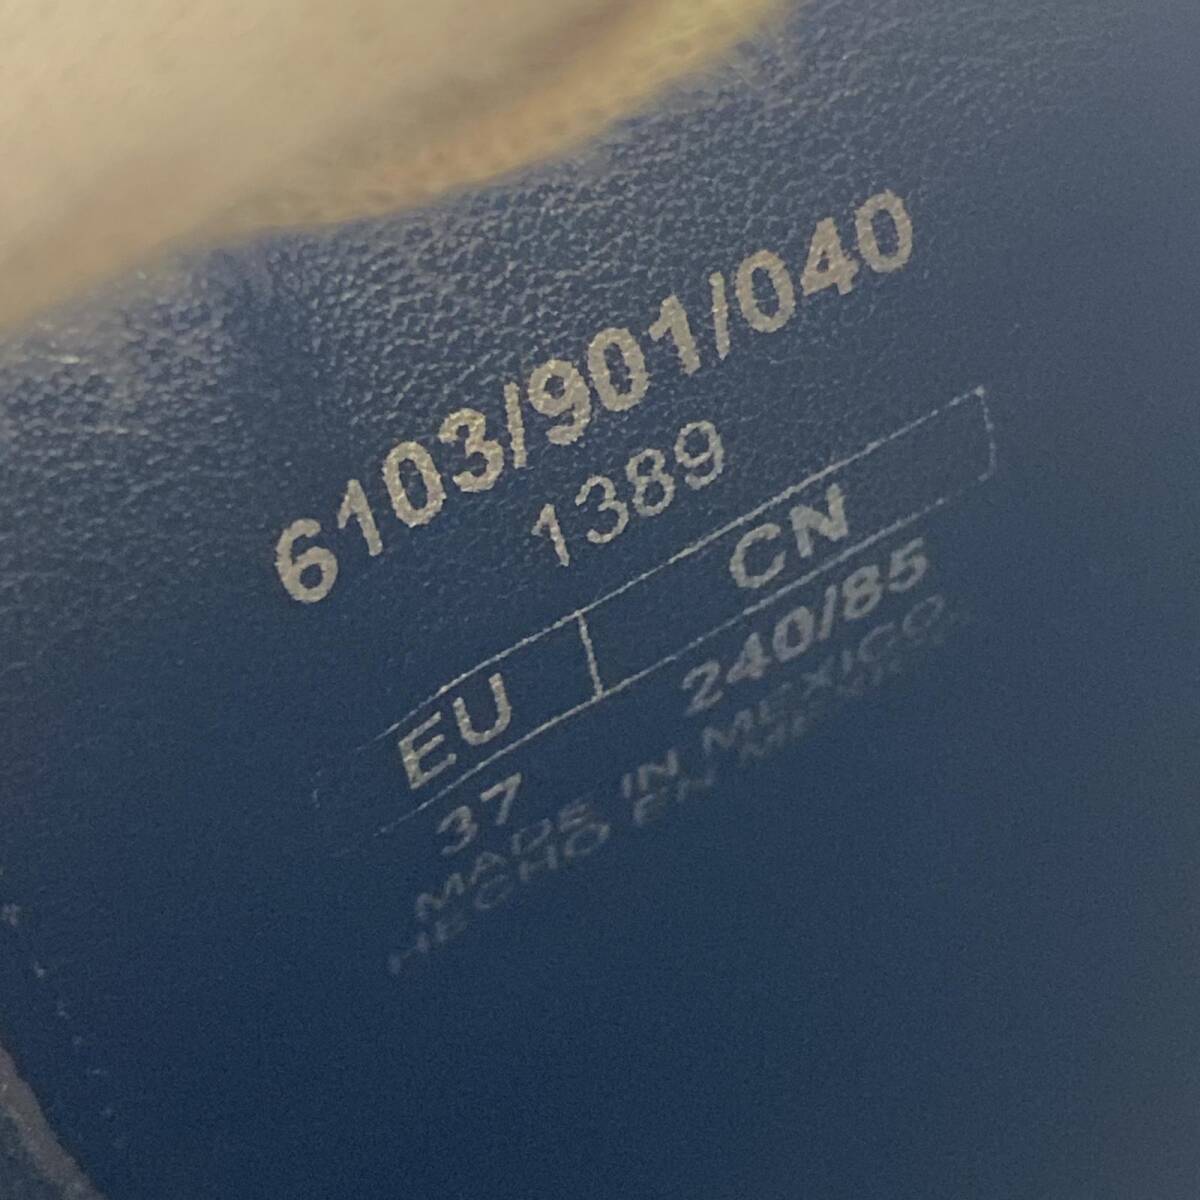 6103/901/040
1389
EU CN
37 240/85
MADE IN MEXICO
HECHO EN MEXICO